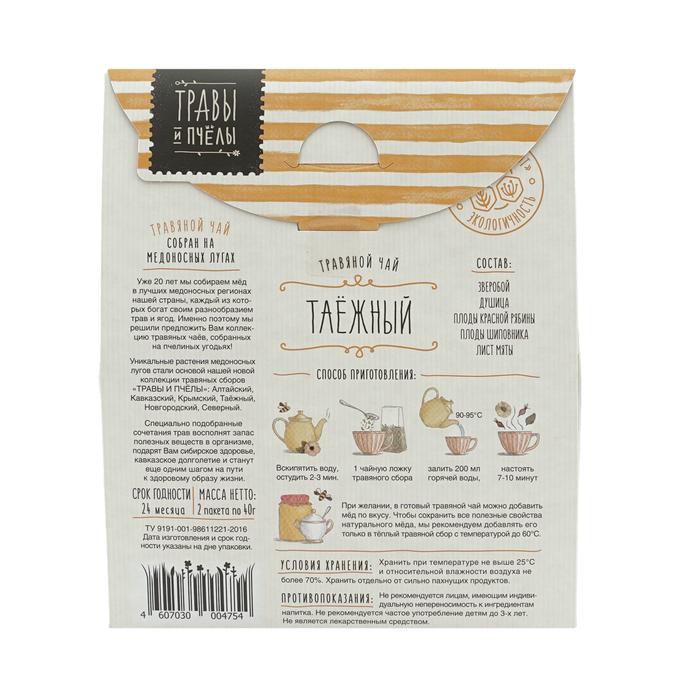 ТРАВЫ
И ПЧЁЛЫ
ЭКОЛОГИЧНОСТЬ
ТРАВЯНОЙ ЧАЙ
СОБРАН НА
МЕДОНОСНЫХ ЛУГАХ
Уже 20 лет мы собираем мёд
в лучших медоносных регионах
нашей страны, каждый из кото-
рых богат своим разнообразием
трав и ягод. Именно поэтому мы
решили предложить Вам коллек-
цию травяных чаёв, собранных
на пчелиных угодьях!
Уникальные растения медоносных
лугов стали основой нашей новой
коллекции травяных сборов
«ТРАВЫ И ПЧЁЛЫ»: Алтайский,
Кавказский, Крымский, Таёжный,
Новгородский, Северный.
Специально подобранные
сочетания трав восполнят запас
полезных веществ в организме,
подарят Вам сибирское здоровье,
кавказское долголетие и станут
еще одним шагом на пути
к здоровому образу жизни.
СРОК ГОДНОСТИ
24 месяца
МАССА НЕТТО:
2 пакета по 40г
ТУ 9191-001-98611221-2016
Дата изготовления и срок год-
ности указаны на дне упаковки.
4 607030 004754
ТРАВЯНОЙ ЧАЙ
ТАЁЖНЫЙ
СОСТАВ:
ЗВЕРОБОЙ
ДУШИЦА
ПЛОДЫ КРАСНОЙ РЯБИНЫ
ПЛОДЫ ШИПОВНИКА
ЛИСТ МЯТЫ
СПОСОБ ПРИГОТОВЛЕНИЯ:
90-95°C
Вскипятить воду,
остудить 2-3 мин.
1 чайную ложку
травяного сбора
залить 200 мл
горячей воды,
настоять
7-10 минут
При желании, в готовый травяной чай можно добавить
мёд по вкусу. Чтобы сохранить все полезные свойства
натурального мёда, мы рекомендуем добавлять его
только в тёплый травяной сбор с температурой до 60°C.
УСЛОВИЯ ХРАНЕНИЯ: Хранить при температуре не выше 25°C
и относительной влажности воздуха не
более 70%. Хранить отдельно от сильно пахнущих продуктов.
ПРОТИВОПОКАЗАНИЯ: Не рекомендуется лицам, имеющим индиви-
дуальную непереносимость к ингредиентам
напитка. Не рекомендуется частое употребление детям до 3-х лет.
Не является лекарственным средством.